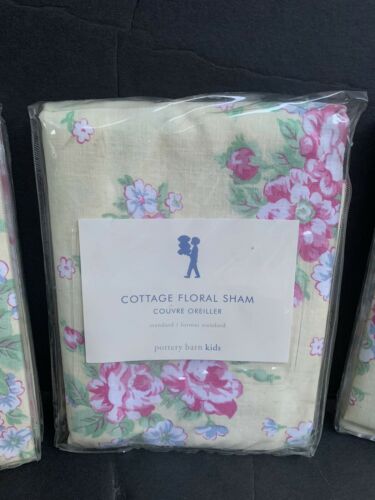 COTTAGE FLORAL SHAM
COUVRE OREILLER
standard / format standard
pottery barn kids